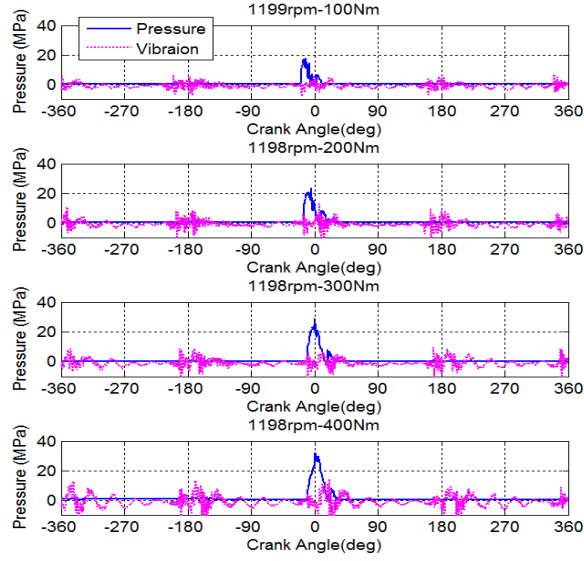 1199rpm-100Nm
Pressure
Vibraion
Pressure (MPa)
40
20
0
-360 -270 -180 -90 0 90 180 270 360
Crank Angle(deg)
1198rpm-200Nm
Pressure (MPa)
40
20
0
-360 -270 -180 -90 0 90 180 270 360
Crank Angle(deg)
1198rpm-300Nm
Pressure (MPa)
40
20
0
-360 -270 -180 -90 0 90 180 270 360
Crank Angle(deg)
1198rpm-400Nm
Pressure (MPa)
40
20
0
-360 -270 -180 -90 0 90 180 270 360
Crank Angle(deg)